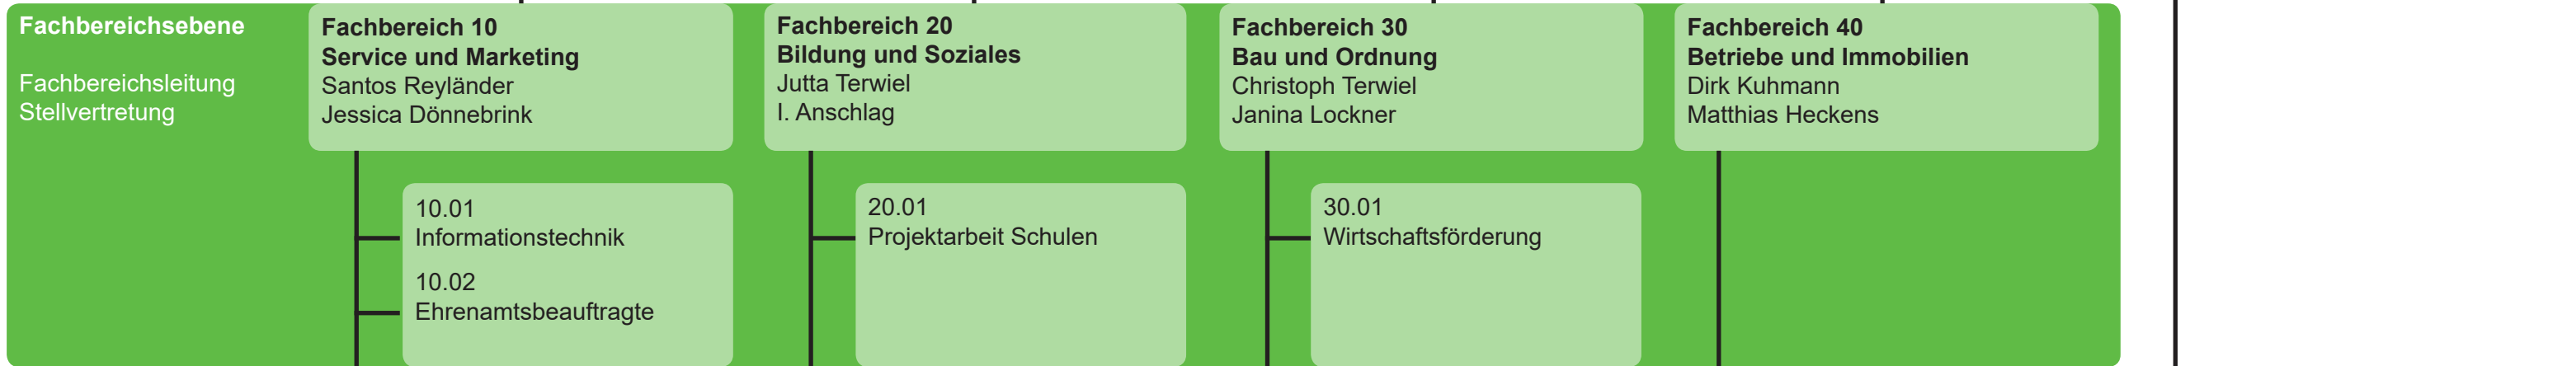 Fachbereichsebene
Fachbereichsleitung
Stellvertretung
Fachbereich 10
Service und Marketing
Santos Reyländer
Jessica Dönnebrink
Fachbereich 20
Bildung und Soziales
Jutta Terwiel
I. Anschlag
Fachbereich 30
Bau und Ordnung
Christoph Terwiel
Janina Lockner
Fachbereich 40
Betriebe und Immobilien
Dirk Kuhmann
Matthias Heckens
10.01
Informationstechnik
10.02
Ehrenamtsbeauftragte
20.01
Projektarbeit Schulen
30.01
Wirtschaftsförderung